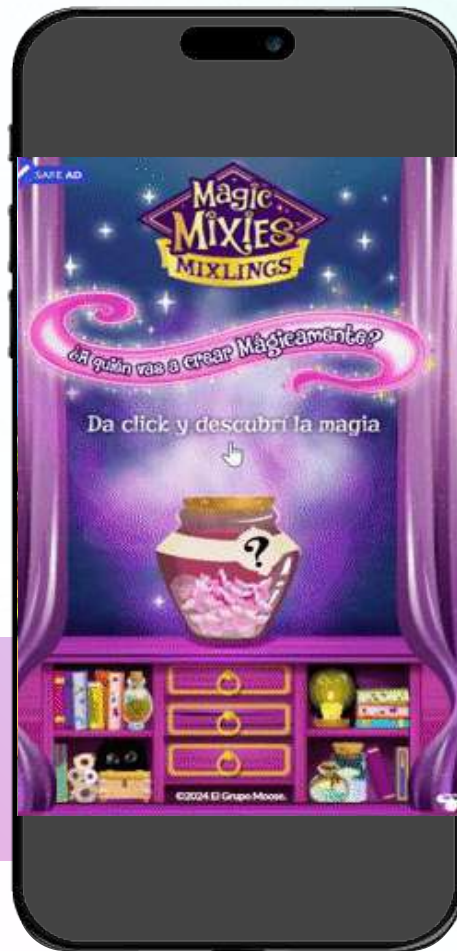 SAFE AD
Magic
MIXIES
MIXLINGS
¿A quién vas a crear Mágicamente?
Da click y descubrí la magia
?
©2024 El Grupo Moose.